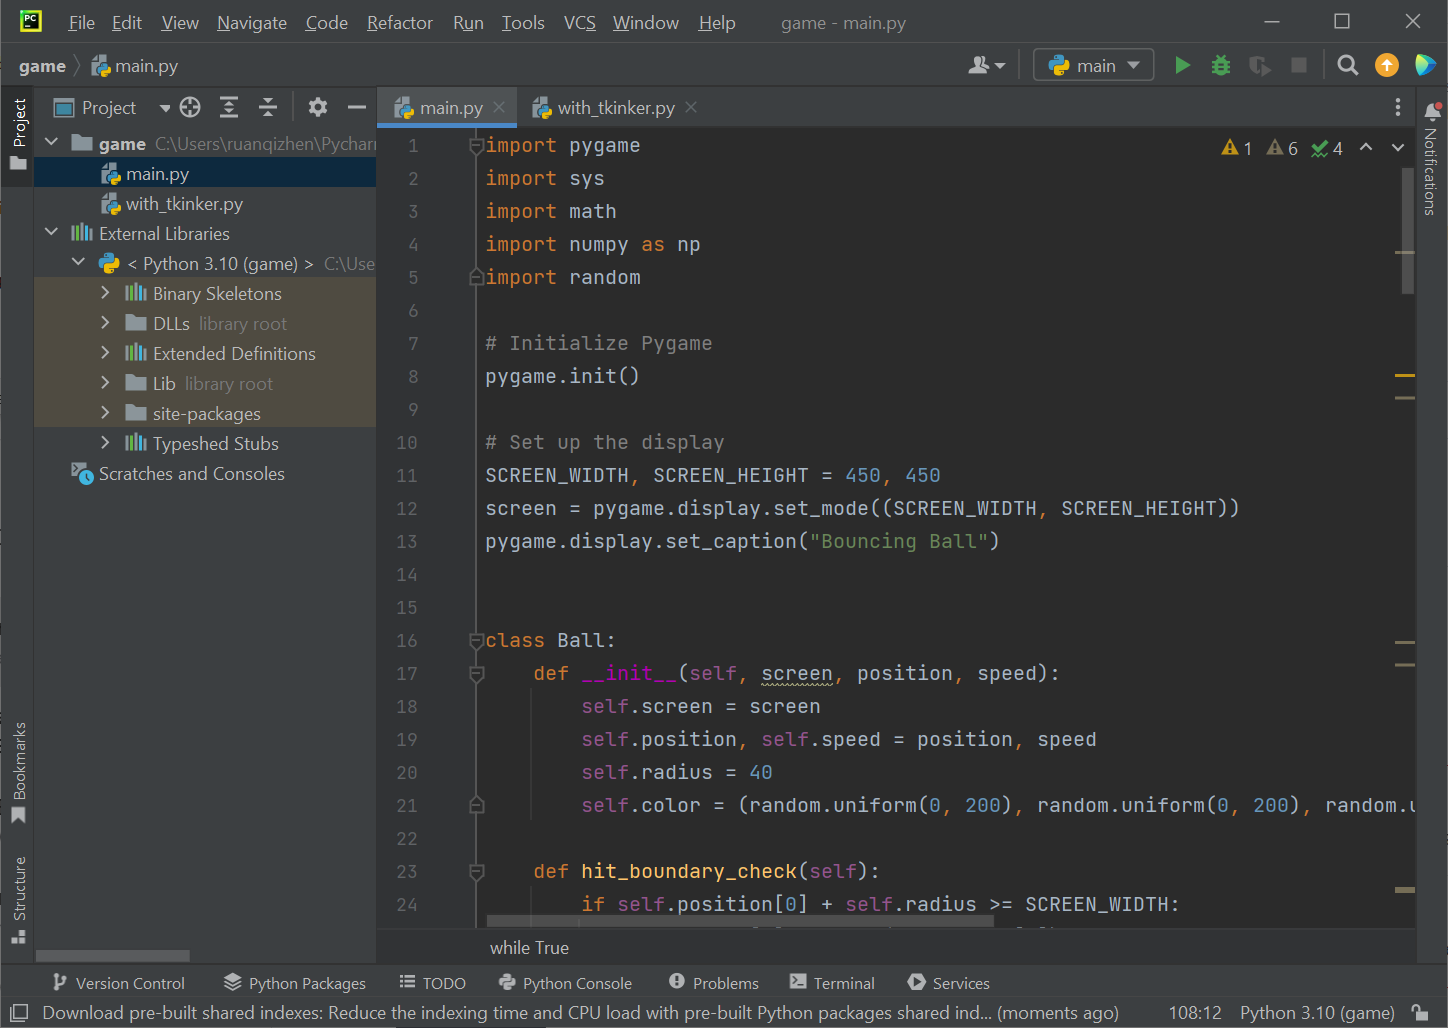 File Edit View Navigate Code Refactor Run Tools VCS Window Help game - main.py
game main.py main
Project
Project
main.py with_tkinker.py
game C:\Users\ruanqizhen\Pychar
main.py
with_tkinker.py
External Libraries
< Python 3.10 (game) > C:\Use
Binary Skeletons
DLLs library root
Extended Definitions
Lib library root
site-packages
Typeshed Stubs
Scratches and Consoles
1 6 4
1 import pygame
2 import sys
3 import math
4 import numpy as np
5 import random
6
7 # Initialize Pygame
8 pygame.init()
9
10 # Set up the display
11 SCREEN_WIDTH, SCREEN_HEIGHT = 450, 450
12 screen = pygame.display.set_mode((SCREEN_WIDTH, SCREEN_HEIGHT))
13 pygame.display.set_caption("Bouncing Ball")
14
15
16 class Ball:
17 def __init__(self, screen, position, speed):
18 self.screen = screen
19 self.position, self.speed = position, speed
20 self.radius = 40
21 self.color = (random.uniform(0, 200), random.uniform(0, 200), random.u
22
23 def hit_boundary_check(self):
24 if self.position[0] + self.radius >= SCREEN_WIDTH:
while True
Notifications
Bookmarks
Structure
Version Control Python Packages TODO Python Console Problems Terminal Services
Download pre-built shared indexes: Reduce the indexing time and CPU load with pre-built Python packages shared ind... (moments ago) 108:12 Python 3.10 (game)